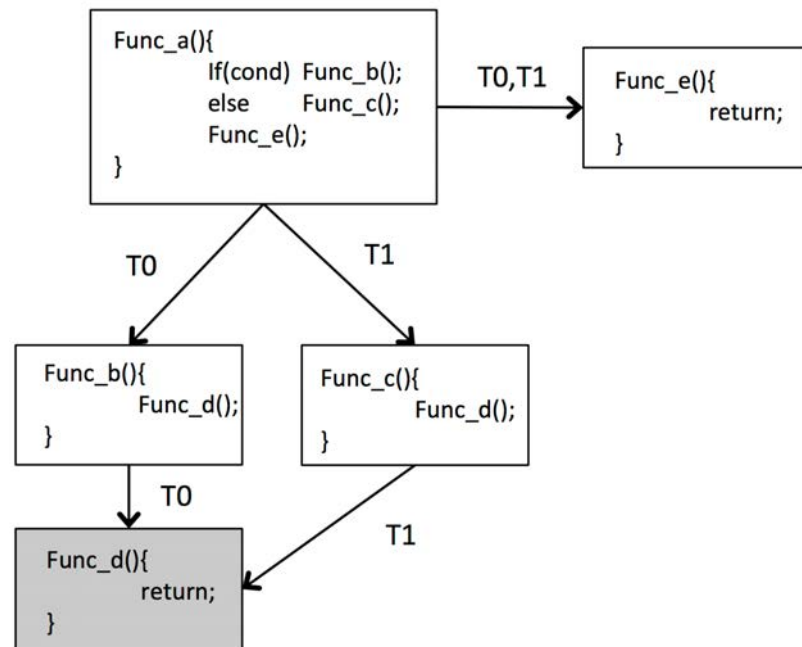 Func_a(){
If(cond) Func_b();
else Func_c();
Func_e();
}
T0,T1
Func_e(){
return;
}
T0
T1
Func_b(){
Func_d();
}
Func_c(){
Func_d();
}
T0
T1
Func_d(){
return;
}